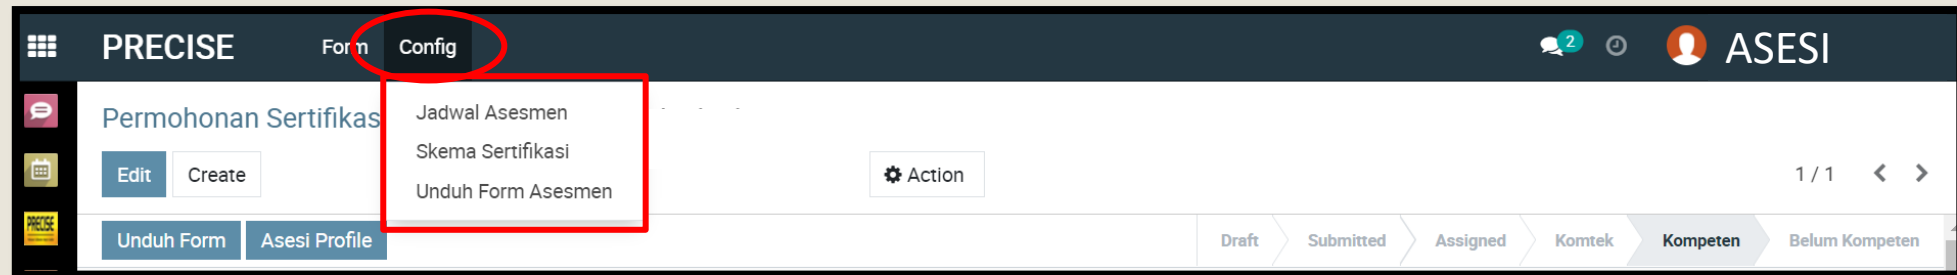 PRECISE Form Config 2 ASESI
Permohonan Sertifikas
Jadwal Asesmen
Skema Sertifikasi
Unduh Form Asesmen
Edit Create Action 1 / 1
PRECISE
Unduh Form Asesi Profile Draft Submitted Assigned Komtek Kompeten Belum Kompeten